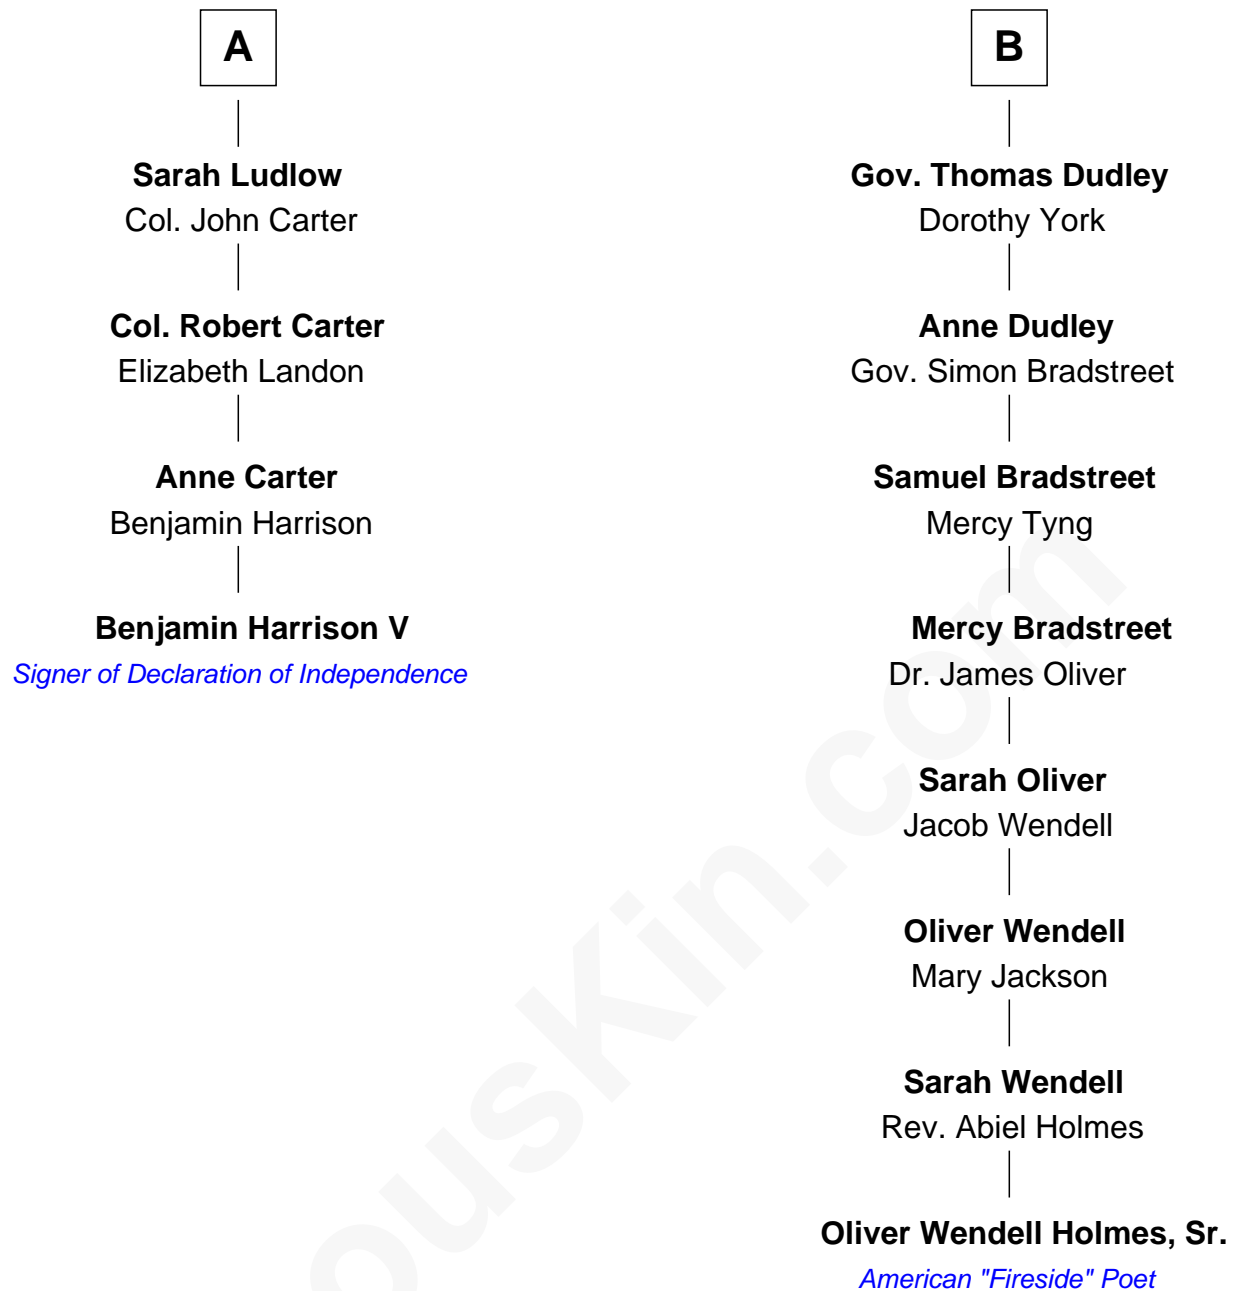 A
Sarah Ludlow
Col. John Carter
Col. Robert Carter
Elizabeth Landon
Anne Carter
Benjamin Harrison
Benjamin Harrison V
Signer of Declaration of Independence
B
Gov. Thomas Dudley
Dorothy York
Anne Dudley
Gov. Simon Bradstreet
Samuel Bradstreet
Mercy Tyng
Mercy Bradstreet
Dr. James Oliver
Sarah Oliver
Jacob Wendell
Oliver Wendell
Mary Jackson
Sarah Wendell
Rev. Abiel Holmes
Oliver Wendell Holmes, Sr.
American "Fireside" Poet
ousKin.com